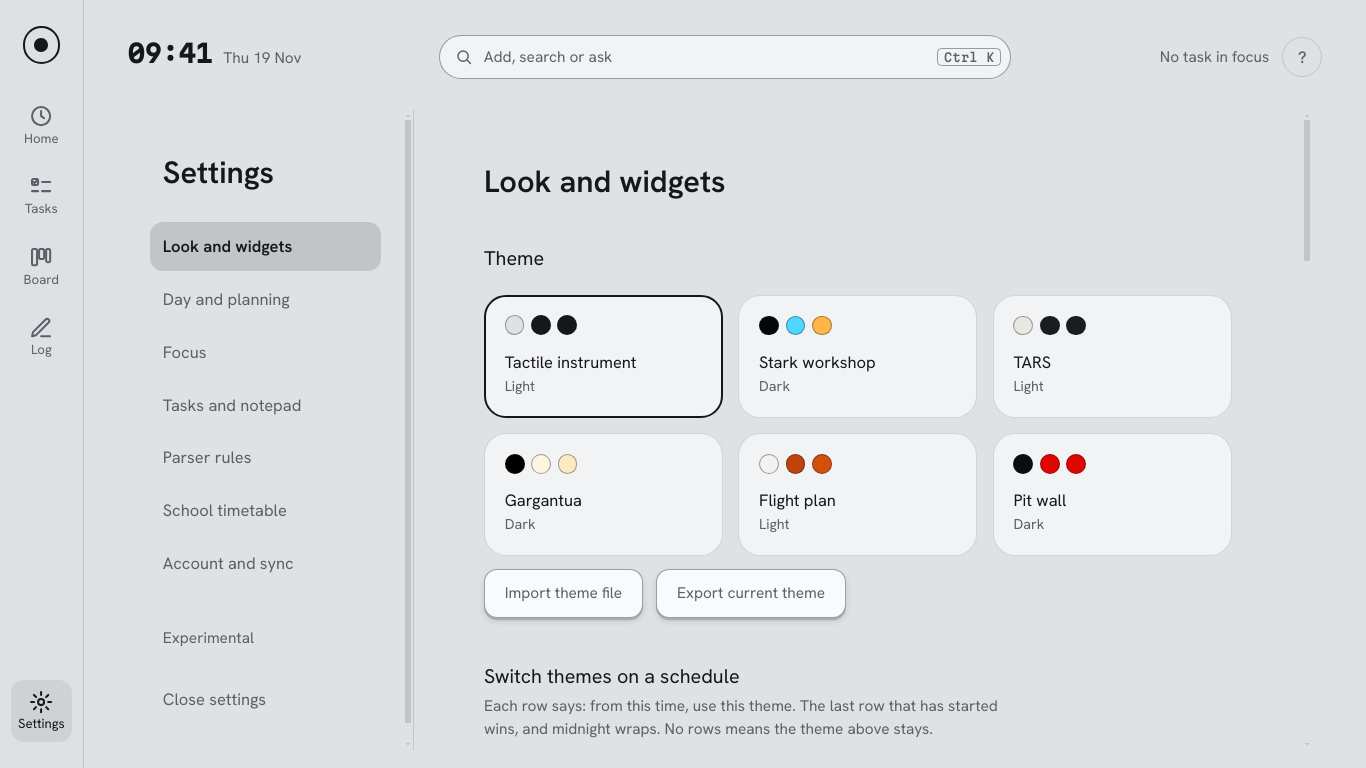 09:41 Thu 19 Nov
Add, search or ask
Ctrl K
No task in focus
?
Home
Tasks
Board
Log
Settings
Settings
Look and widgets
Day and planning
Focus
Tasks and notepad
Parser rules
School timetable
Account and sync
Experimental
Close settings
Look and widgets
Theme
Tactile instrument
Light
Stark workshop
Dark
TARS
Light
Gargantua
Dark
Flight plan
Light
Pit wall
Dark
Import theme file
Export current theme
Switch themes on a schedule
Each row says: from this time, use this theme. The last row that has started
wins, and midnight wraps. No rows means the theme above stays.